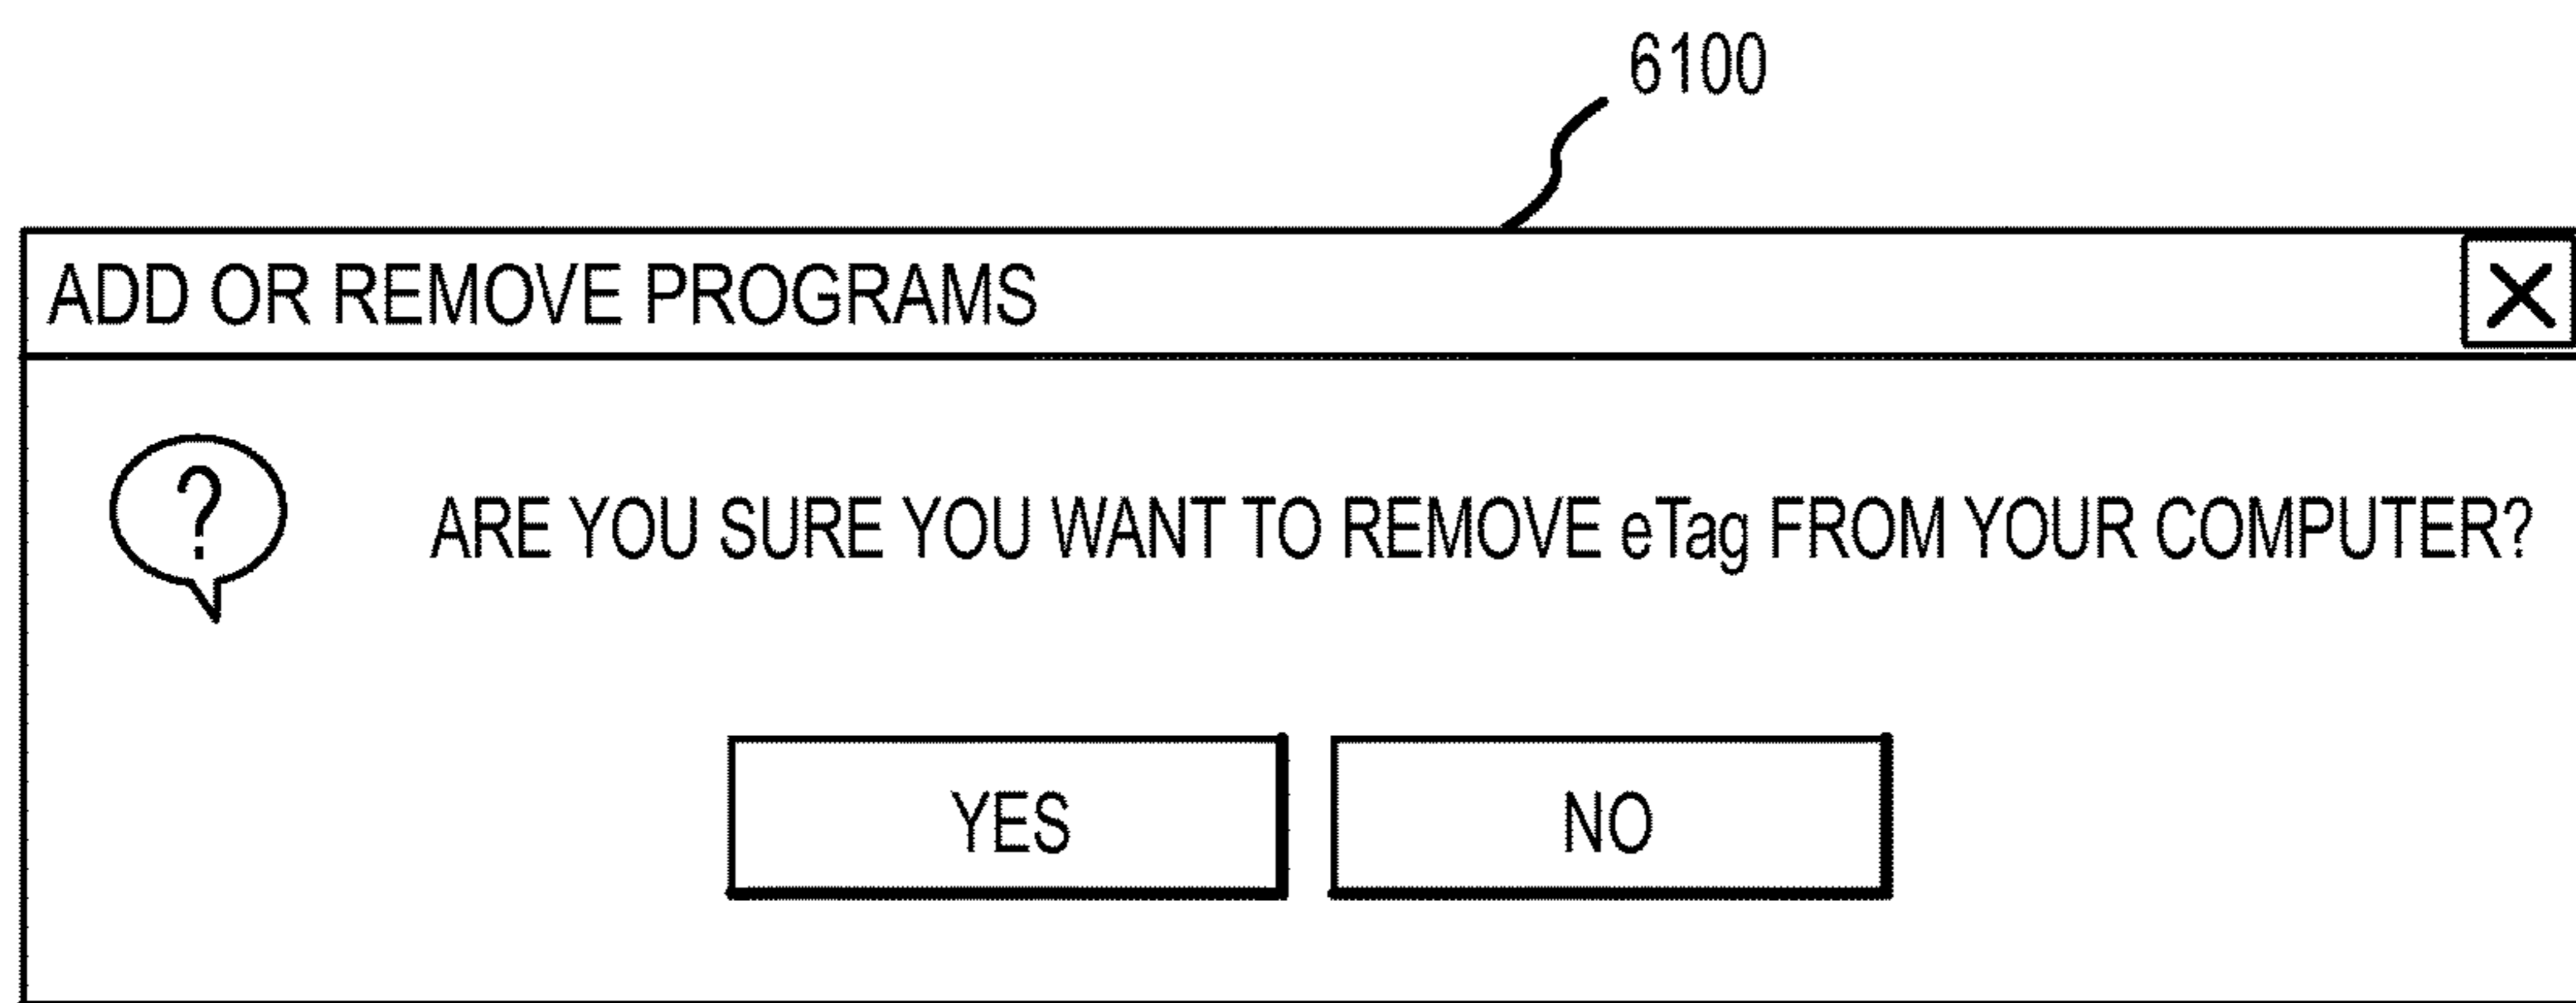 6100
ADD OR REMOVE PROGRAMS X
?
ARE YOU SURE YOU WANT TO REMOVE eTag FROM YOUR COMPUTER?
YES NO